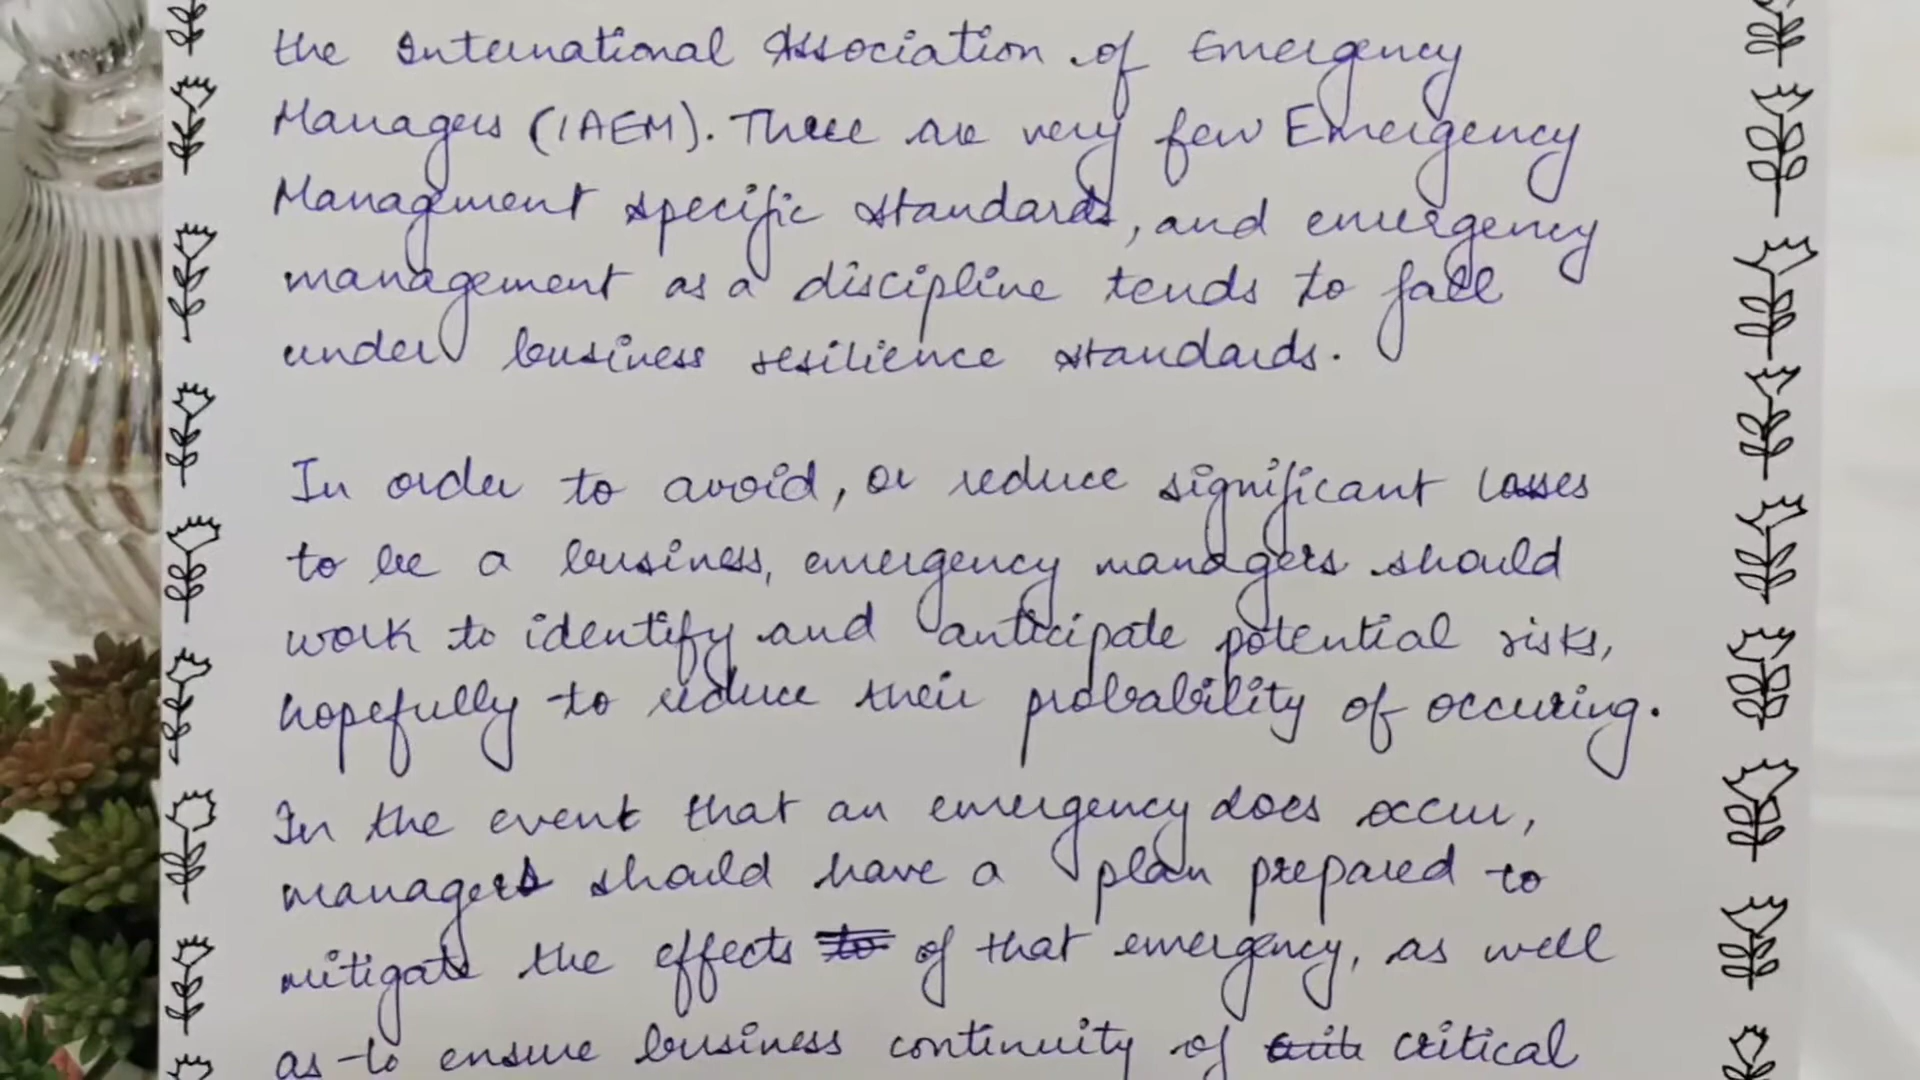 the International Association of Emergency
Managers (IAEM). There are very few Emergency
Management specific standards, and emergency
management as a discipline tends to fall
under business resilience standards.
In order to avoid, or reduce significant losses
to be a business, emergency managers should
work to identify and anticipate potential risks,
hopefully to reduce their probability of occuring.
In the event that an emergency does occur,
managers should have a plan prepared to
mitigate the effects to of that emergency, as well
as to ensure business continuity of critical